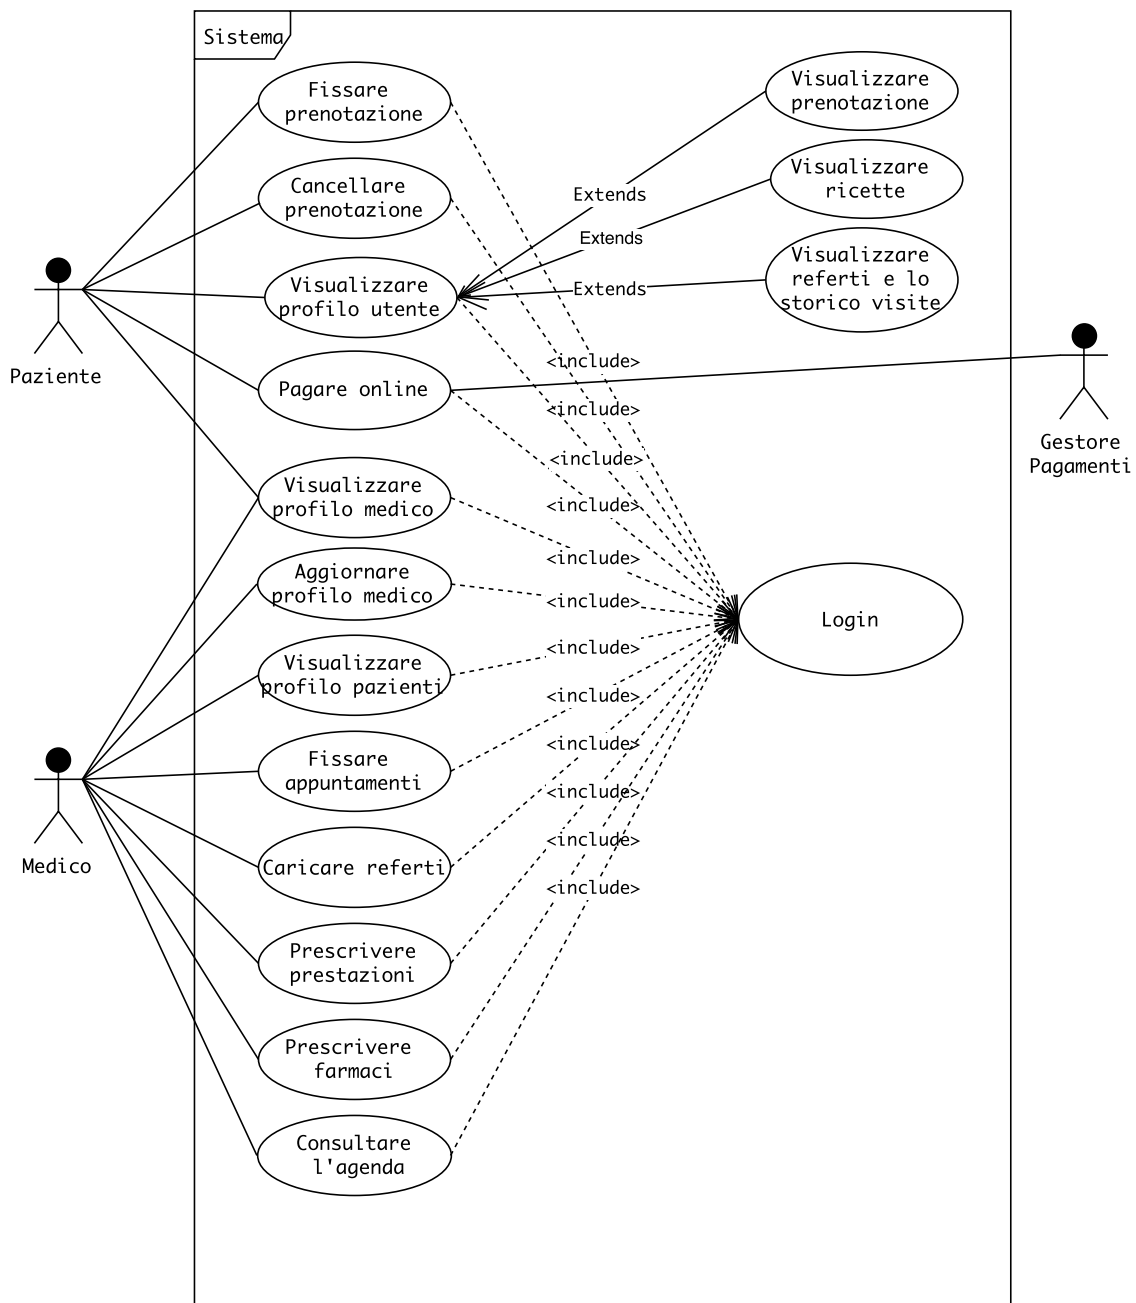 Sistema
Fissare
prenotazione
Visualizzare
prenotazione
Cancellare
prenotazione
Visualizzare
ricette
Extends
Extends
Visualizzare
profilo utente
Extends
Visualizzare
referti e lo
storico visite
Paziente
Pagare online
Gestore
Pagamenti
<include>
<include>
<include>
<include>
<include>
<include>
<include>
<include>
<include>
<include>
<include>
<include>
Visualizzare
profilo medico
Aggiornare
profilo medico
Login
Visualizzare
profilo pazienti
Fissare
appuntamenti
Medico
Caricare referti
Prescrivere
prestazioni
Prescrivere
farmaci
Consultare
l'agenda